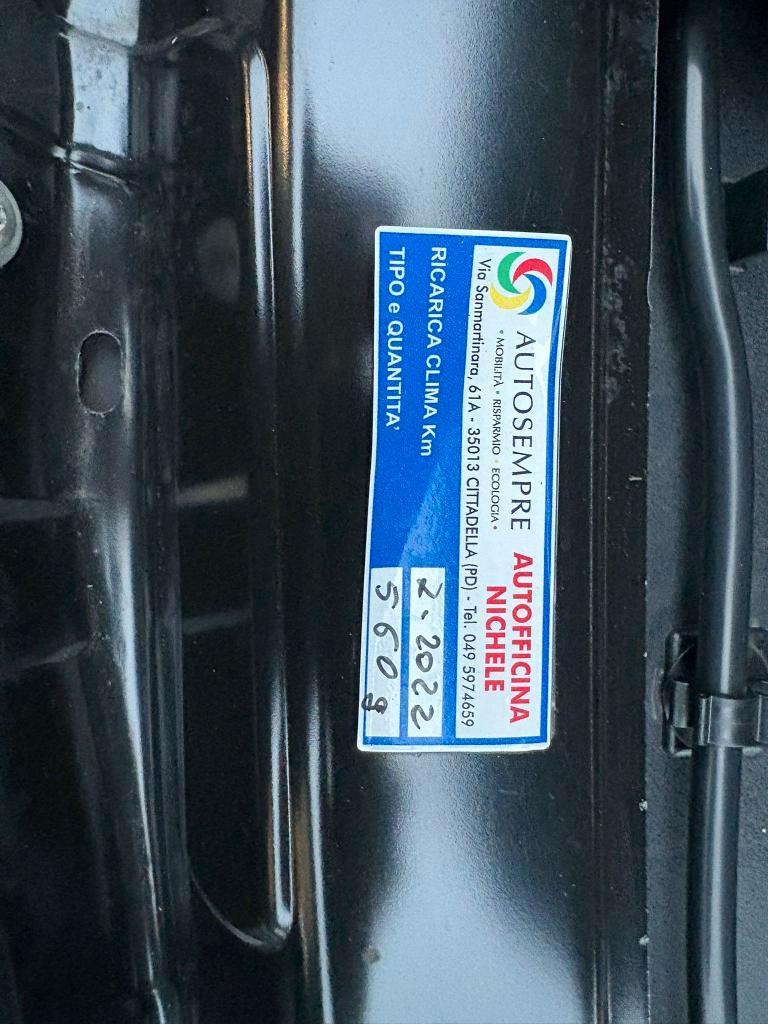 AUTOSEMPRE
• MOBILITÀ • RISPARMIO • ECOLOGIA •
AUTOFFICINA
NICHELE
Via Sanmartinara, 61A - 35013 CITTADELLA (PD) - Tel. 049 5974659
RICARICA CLIMA Km 2.2022
TIPO e QUANTITA' 560 g